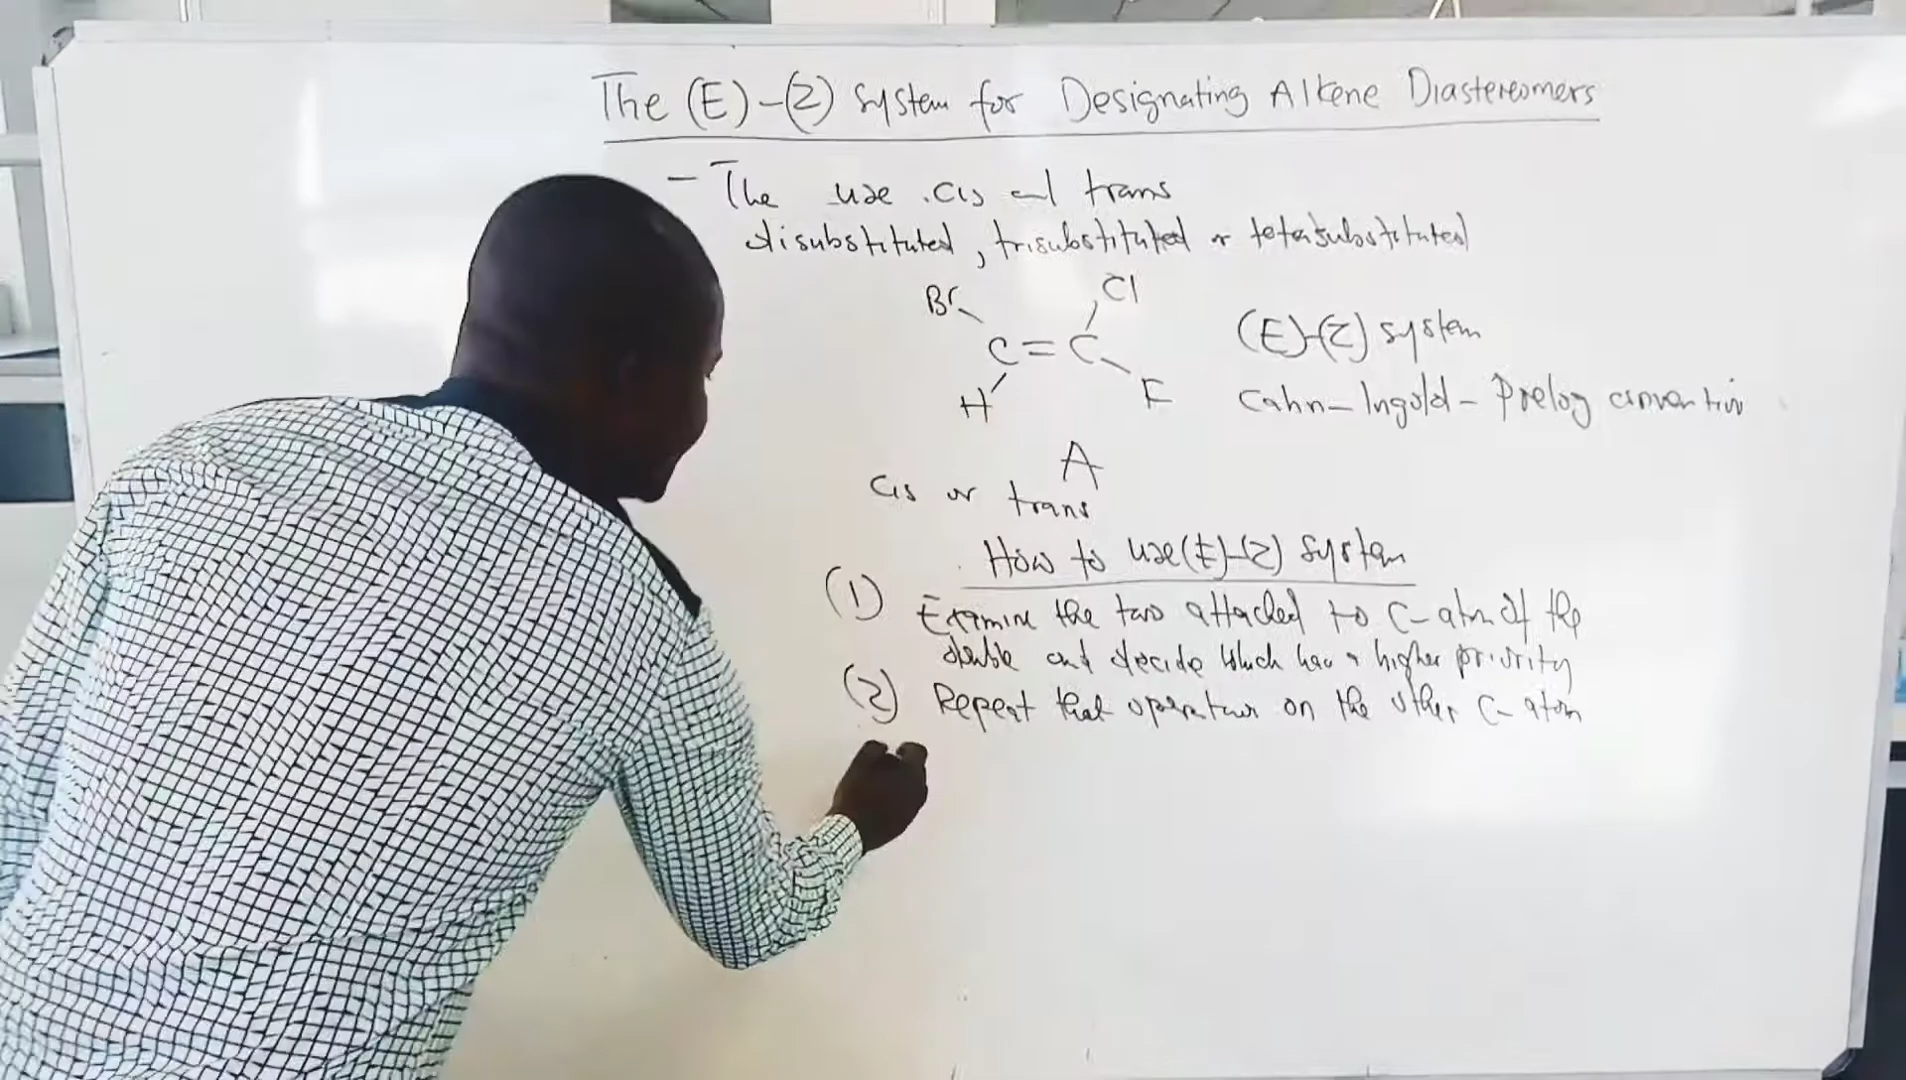 The (E)-(Z) system for Designating Alkene Diastereomers
- The use cis and trans
disubstituted, trisubstituted or tetersubstituted
Br Cl
C=C
H F
(E)-(Z) system
Cahn-Ingold-Prelog convention
A
cis or trans
How to use (E)-(Z) system
(1) Examine the two attached to C-atom of the
double and decide which has a higher priority
(2) Repeat that operation on the other C-atom